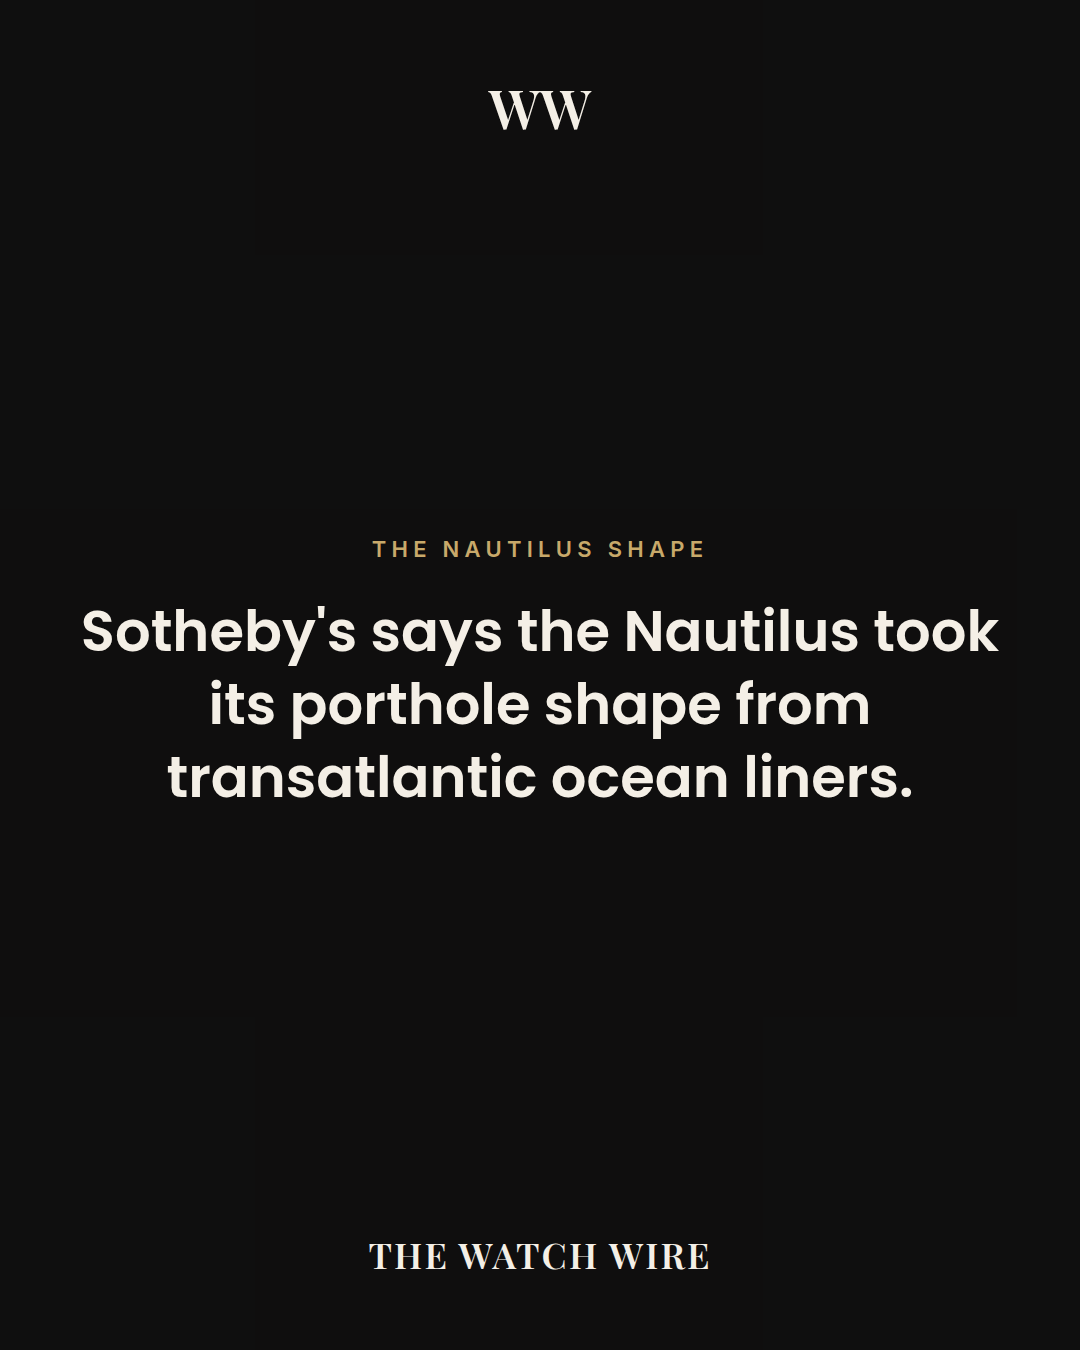 WW
THE NAUTILUS SHAPE
Sotheby's says the Nautilus took
its porthole shape from
transatlantic ocean liners.
THE WATCH WIRE